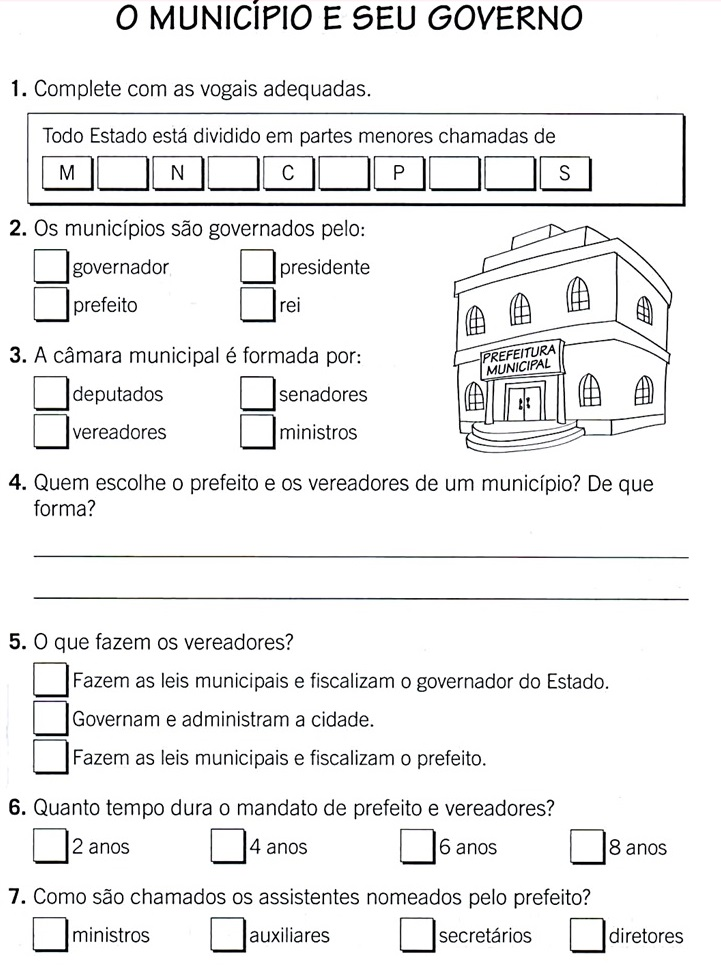 O MUNICÍPIO E SEU GOVERNO
1. Complete com as vogais adequadas.
Todo Estado está dividido em partes menores chamadas de
M N C P S
2. Os municípios são governados pelo:
governador presidente
prefeito rei
PREFEITURA
MUNICIPAL
3. A câmara municipal é formada por:
deputados senadores
vereadores ministros
4. Quem escolhe o prefeito e os vereadores de um município? De que
forma?
5. O que fazem os vereadores?
Fazem as leis municipais e fiscalizam o governador do Estado.
Governam e administram a cidade.
Fazem as leis municipais e fiscalizam o prefeito.
6. Quanto tempo dura o mandato de prefeito e vereadores?
2 anos 4 anos 6 anos 8 anos
7. Como são chamados os assistentes nomeados pelo prefeito?
ministros auxiliares secretários diretores